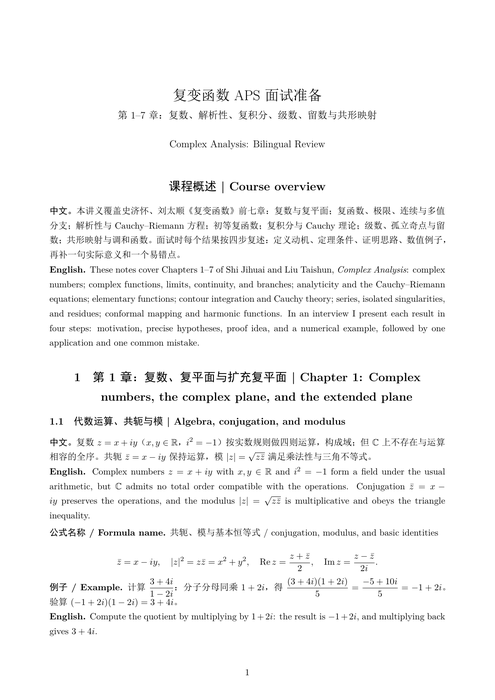 复变函数 APS 面试准备
第 1–7 章：复数、解析性、复积分、级数、留数与共形映射
Complex Analysis: Bilingual Review
课程概述 | Course overview
中文。本讲义覆盖史济怀、刘太顺《复变函数》前七章：复数与复平面；复函数、极限、连续与多值
分支；解析性与 Cauchy–Riemann 方程；初等复函数；复积分与 Cauchy 理论；级数、孤立奇点与留
数；共形映射与调和函数。面试时每个结果按四步复述：定义动机、定理条件、证明思路、数值例子，
再补一句实际意义和一个易错点。
English. These notes cover Chapters 1–7 of Shi Jihuai and Liu Taishun, Complex Analysis: complex
numbers; complex functions, limits, continuity, and branches; analyticity and the Cauchy–Riemann
equations; elementary functions; contour integration and Cauchy theory; series, isolated singularities,
and residues; conformal mapping and harmonic functions. In an interview I present each result in
four steps: motivation, precise hypotheses, proof idea, and a numerical example, followed by one
application and one common mistake.
1 第 1 章：复数、复平面与扩充复平面 | Chapter 1: Complex
numbers, the complex plane, and the extended plane
1.1 代数运算、共轭与模 | Algebra, conjugation, and modulus
中文。复数 z = x + iy（x, y ∈ ℝ，i² = −1）按实数规则做四则运算，构成域；但 ℂ 上不存在与运算
相容的全序。共轭 z̄ = x − iy 保持运算，模 |z| = √(zz̄) 满足乘法性与三角不等式。
English. Complex numbers z = x + iy with x, y ∈ ℝ and i² = −1 form a field under the usual
arithmetic, but ℂ admits no total order compatible with the operations. Conjugation z̄ = x −
iy preserves the operations, and the modulus |z| = √(zz̄) is multiplicative and obeys the triangle
inequality.
公式名称 / Formula name. 共轭、模与基本恒等式 / conjugation, modulus, and basic identities
z̄ = x − iy, |z|² = zz̄ = x² + y², Re z = (z + z̄)/2, Im z = (z − z̄)/2i.
例子 / Example. 计算 (3 + 4i)/(1 − 2i)：分子分母同乘 1 + 2i，得 (3 + 4i)(1 + 2i)/5 = (−5 + 10i)/5 = −1 + 2i。
验算 (−1 + 2i)(1 − 2i) = 3 + 4i。
English. Compute the quotient by multiplying by 1 + 2i: the result is −1 + 2i, and multiplying back
gives 3 + 4i.
1